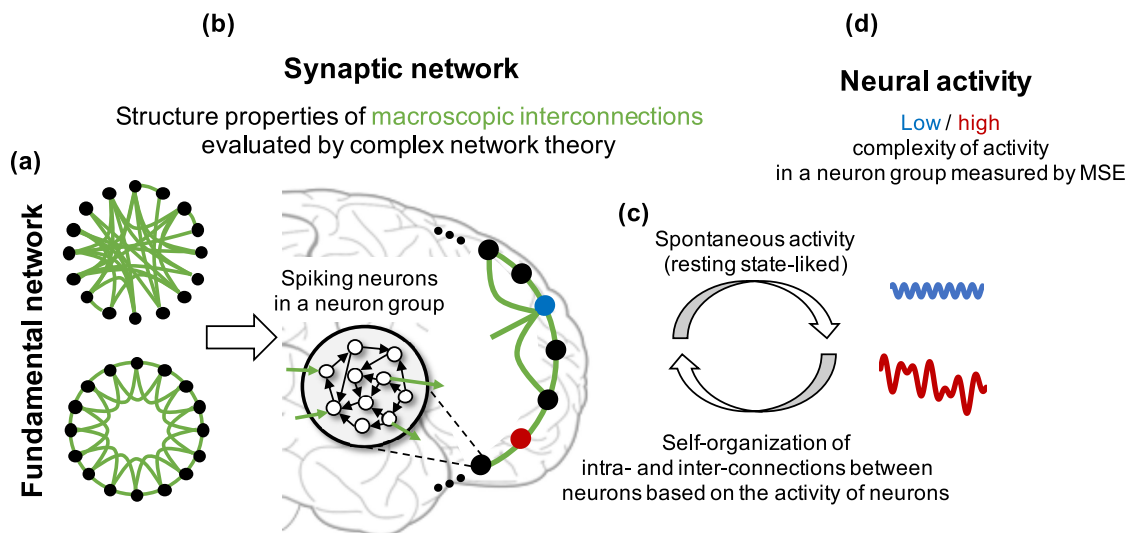 (b)
Synaptic network
Structure properties of macroscopic interconnections
evaluated by complex network theory
(d)
Neural activity
Low / high
complexity of activity
in a neuron group measured by MSE
(a)
Fundamental network
Spiking neurons
in a neuron group
(c)
Spontaneous activity
(resting state-liked)
Self-organization of
intra- and inter-connections between
neurons based on the activity of neurons